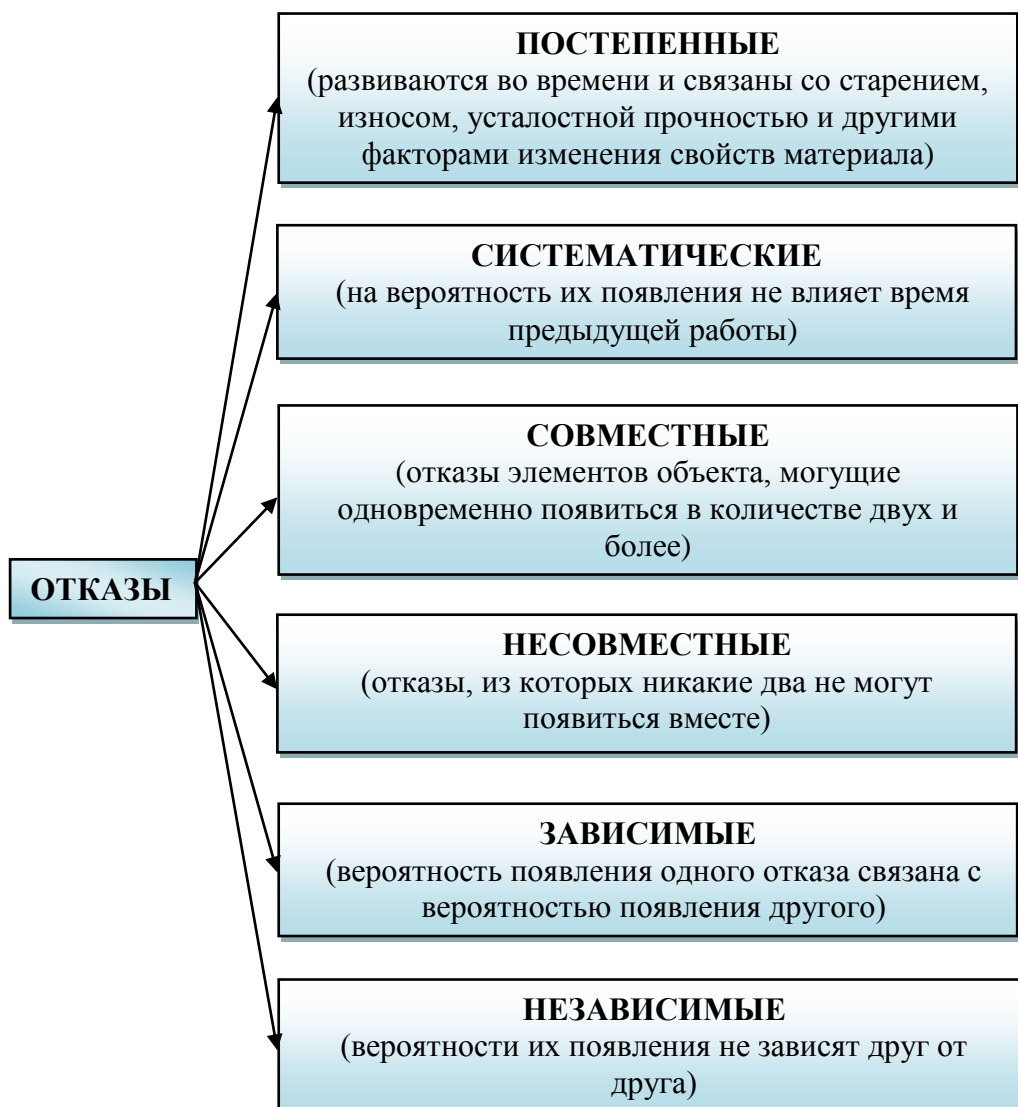 ПОСТЕПЕННЫЕ
(развиваются во времени и связаны со старением,
износом, усталостной прочностью и другими
факторами изменения свойств материала)
СИСТЕМАТИЧЕСКИЕ
(на вероятность их появления не влияет время
предыдущей работы)
СОВМЕСТНЫЕ
(отказы элементов объекта, могущие
одновременно появиться в количестве двух и
более)
ОТКАЗЫ
НЕСОВМЕСТНЫЕ
(отказы, из которых никакие два не могут
появиться вместе)
ЗАВИСИМЫЕ
(вероятность появления одного отказа связана с
вероятностью появления другого)
НЕЗАВИСИМЫЕ
(вероятности их появления не зависят друг от
друга)